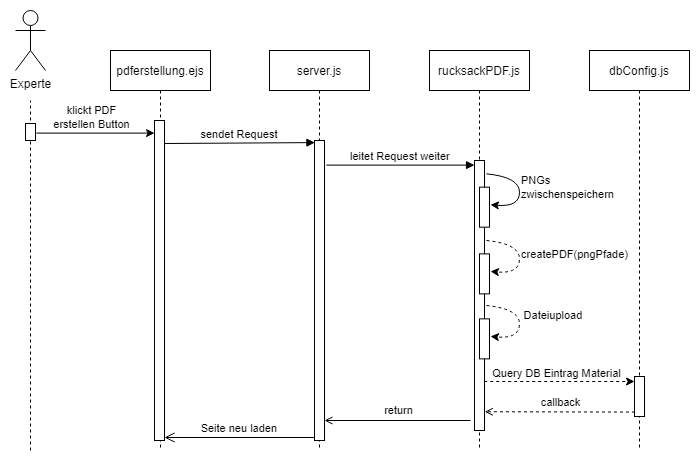 Experte
pdferstellung.ejs
server.js
rucksackPDF.js
dbConfig.js
klickt PDF
erstellen Button
sendet Request
leitet Request weiter
PNGs
zwischenspeichern
createPDF(pngPfade)
Dateiupload
Query DB Eintrag Material
callback
return
Seite neu laden